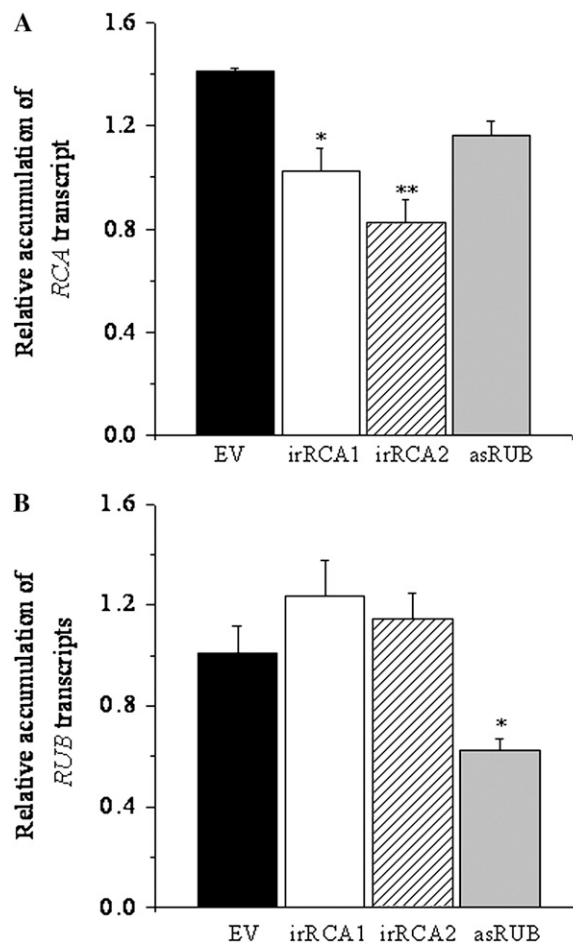 A
Relative accumulation of
RCA transcript
1.6
1.2
0.8
0.4
0.0
*
**
EV irRCA1 irRCA2 asRUB
B
Relative accumulation of
RUB transcripts
1.6
1.2
0.8
0.4
0.0
*
EV irRCA1 irRCA2 asRUB